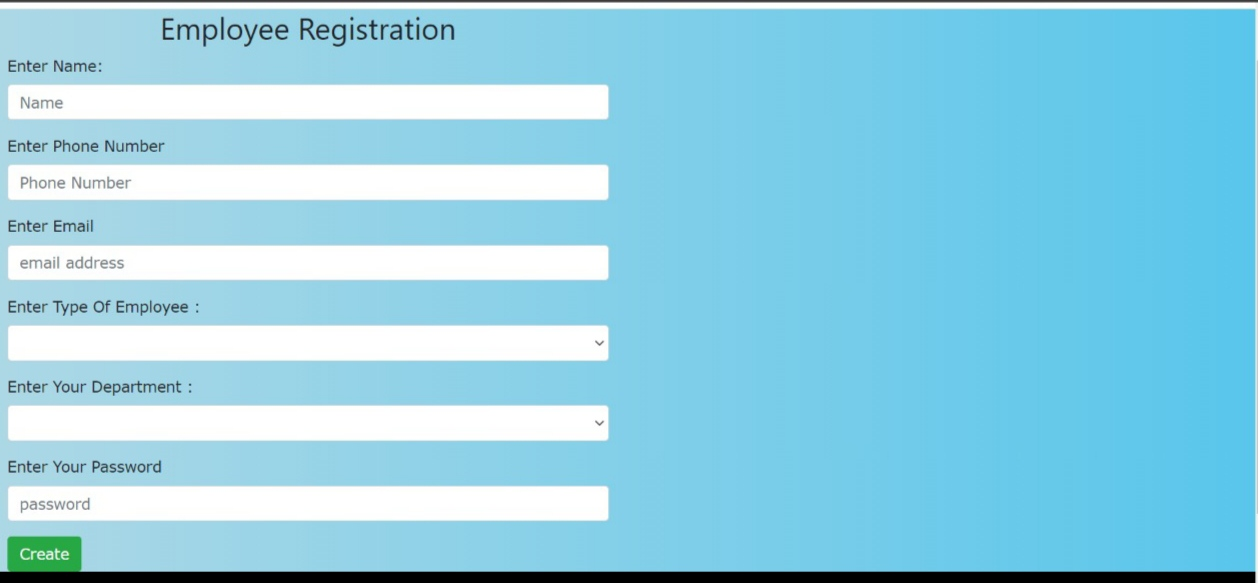 Employee Registration
Enter Name:
Name
Enter Phone Number
Phone Number
Enter Email
email address
Enter Type Of Employee :
Enter Your Department :
Enter Your Password
password
Create